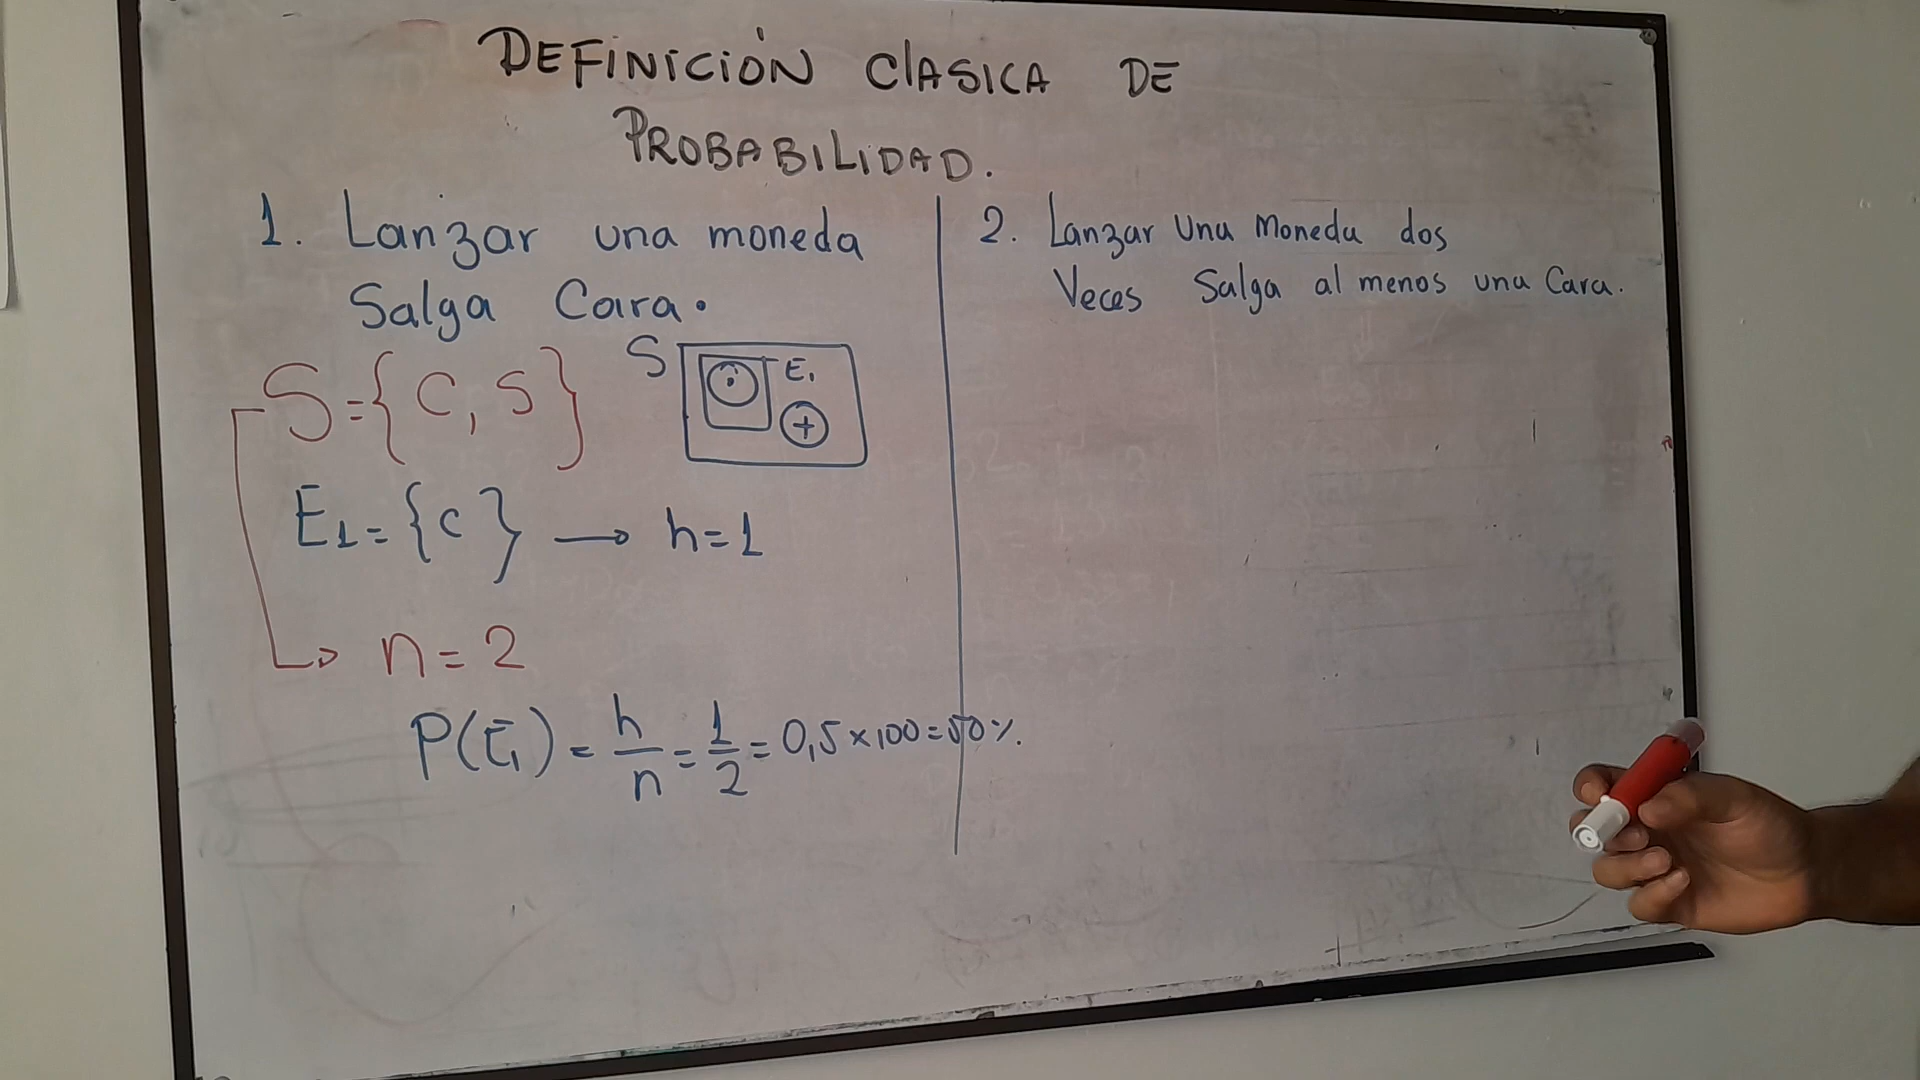 DEFINICIÓN ClASICA DE
PROBABILIDAD.
1. Lanzar una moneda
Salga Cara.
S={C, S}
S
E₁
+
E₁={c} → h=1
→ n=2
P(E₁) = h/n = 1/2 = 0,5×100=50%.
2. Lanzar Una Moneda dos
Veces Salga al menos una Cara.